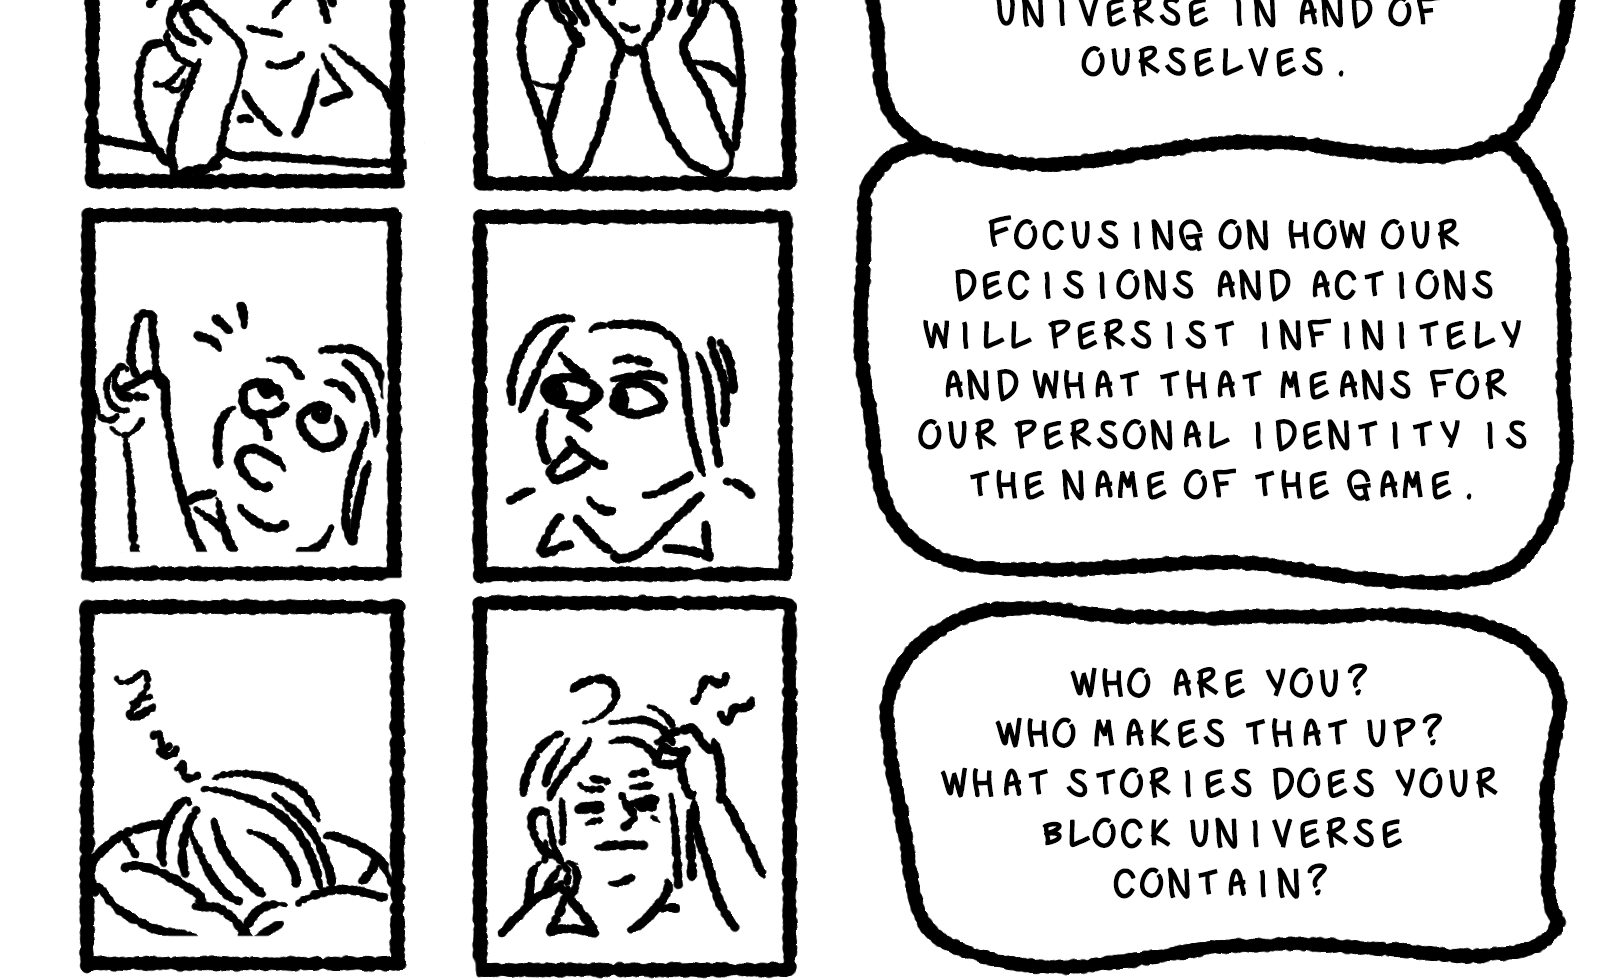 UNIVERSE IN AND OF
OURSELVES.
FOCUSING ON HOW OUR
DECISIONS AND ACTIONS
WILL PERSIST INFINITELY
AND WHAT THAT MEANS FOR
OUR PERSONAL IDENTITY IS
THE NAME OF THE GAME.
WHO ARE YOU?
WHO MAKES THAT UP?
WHAT STORIES DOES YOUR
BLOCK UNIVERSE
CONTAIN?